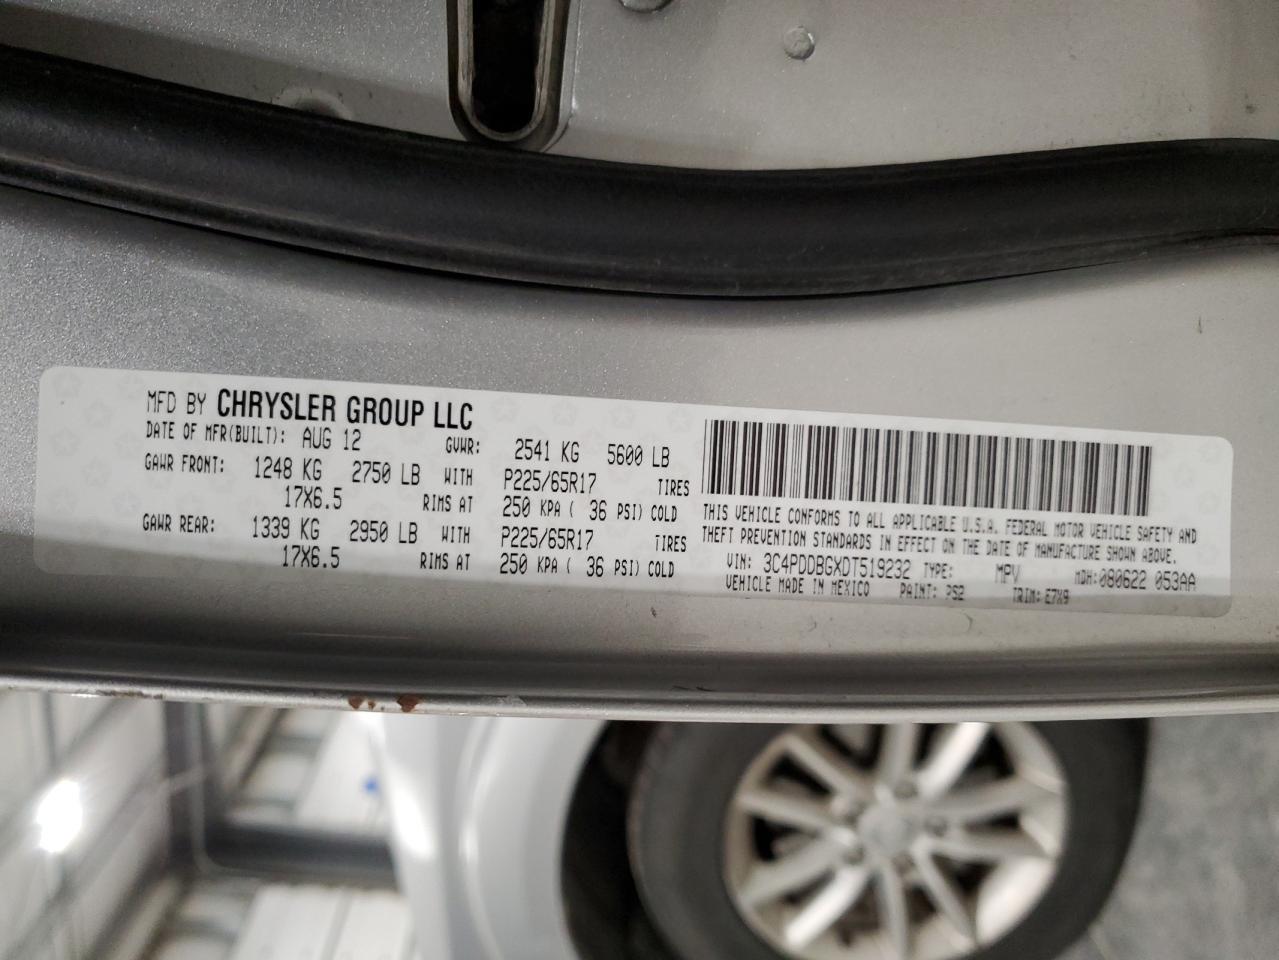 MFD BY CHRYSLER GROUP LLC
DATE OF MFR(BUILT): AUG 12 GVWR: 2541 KG 5600 LB
GAWR FRONT: 1248 KG 2750 LB WITH P225/65R17 TIRES
17X6.5 RIMS AT 250 KPA ( 36 PSI) COLD
GAWR REAR: 1339 KG 2950 LB WITH P225/65R17 TIRES
17X6.5 RIMS AT 250 KPA ( 36 PSI) COLD
THIS VEHICLE CONFORMS TO ALL APPLICABLE U.S.A. FEDERAL MOTOR VEHICLE SAFETY AND
THEFT PREVENTION STANDARDS IN EFFECT ON THE DATE OF MANUFACTURE SHOWN ABOVE.
VIN: 3C4PDDBGXDT519232 TYPE: MPV MDH: 080622 053AA
VEHICLE MADE IN MEXICO PAINT: PS2 TRIM: E7X9